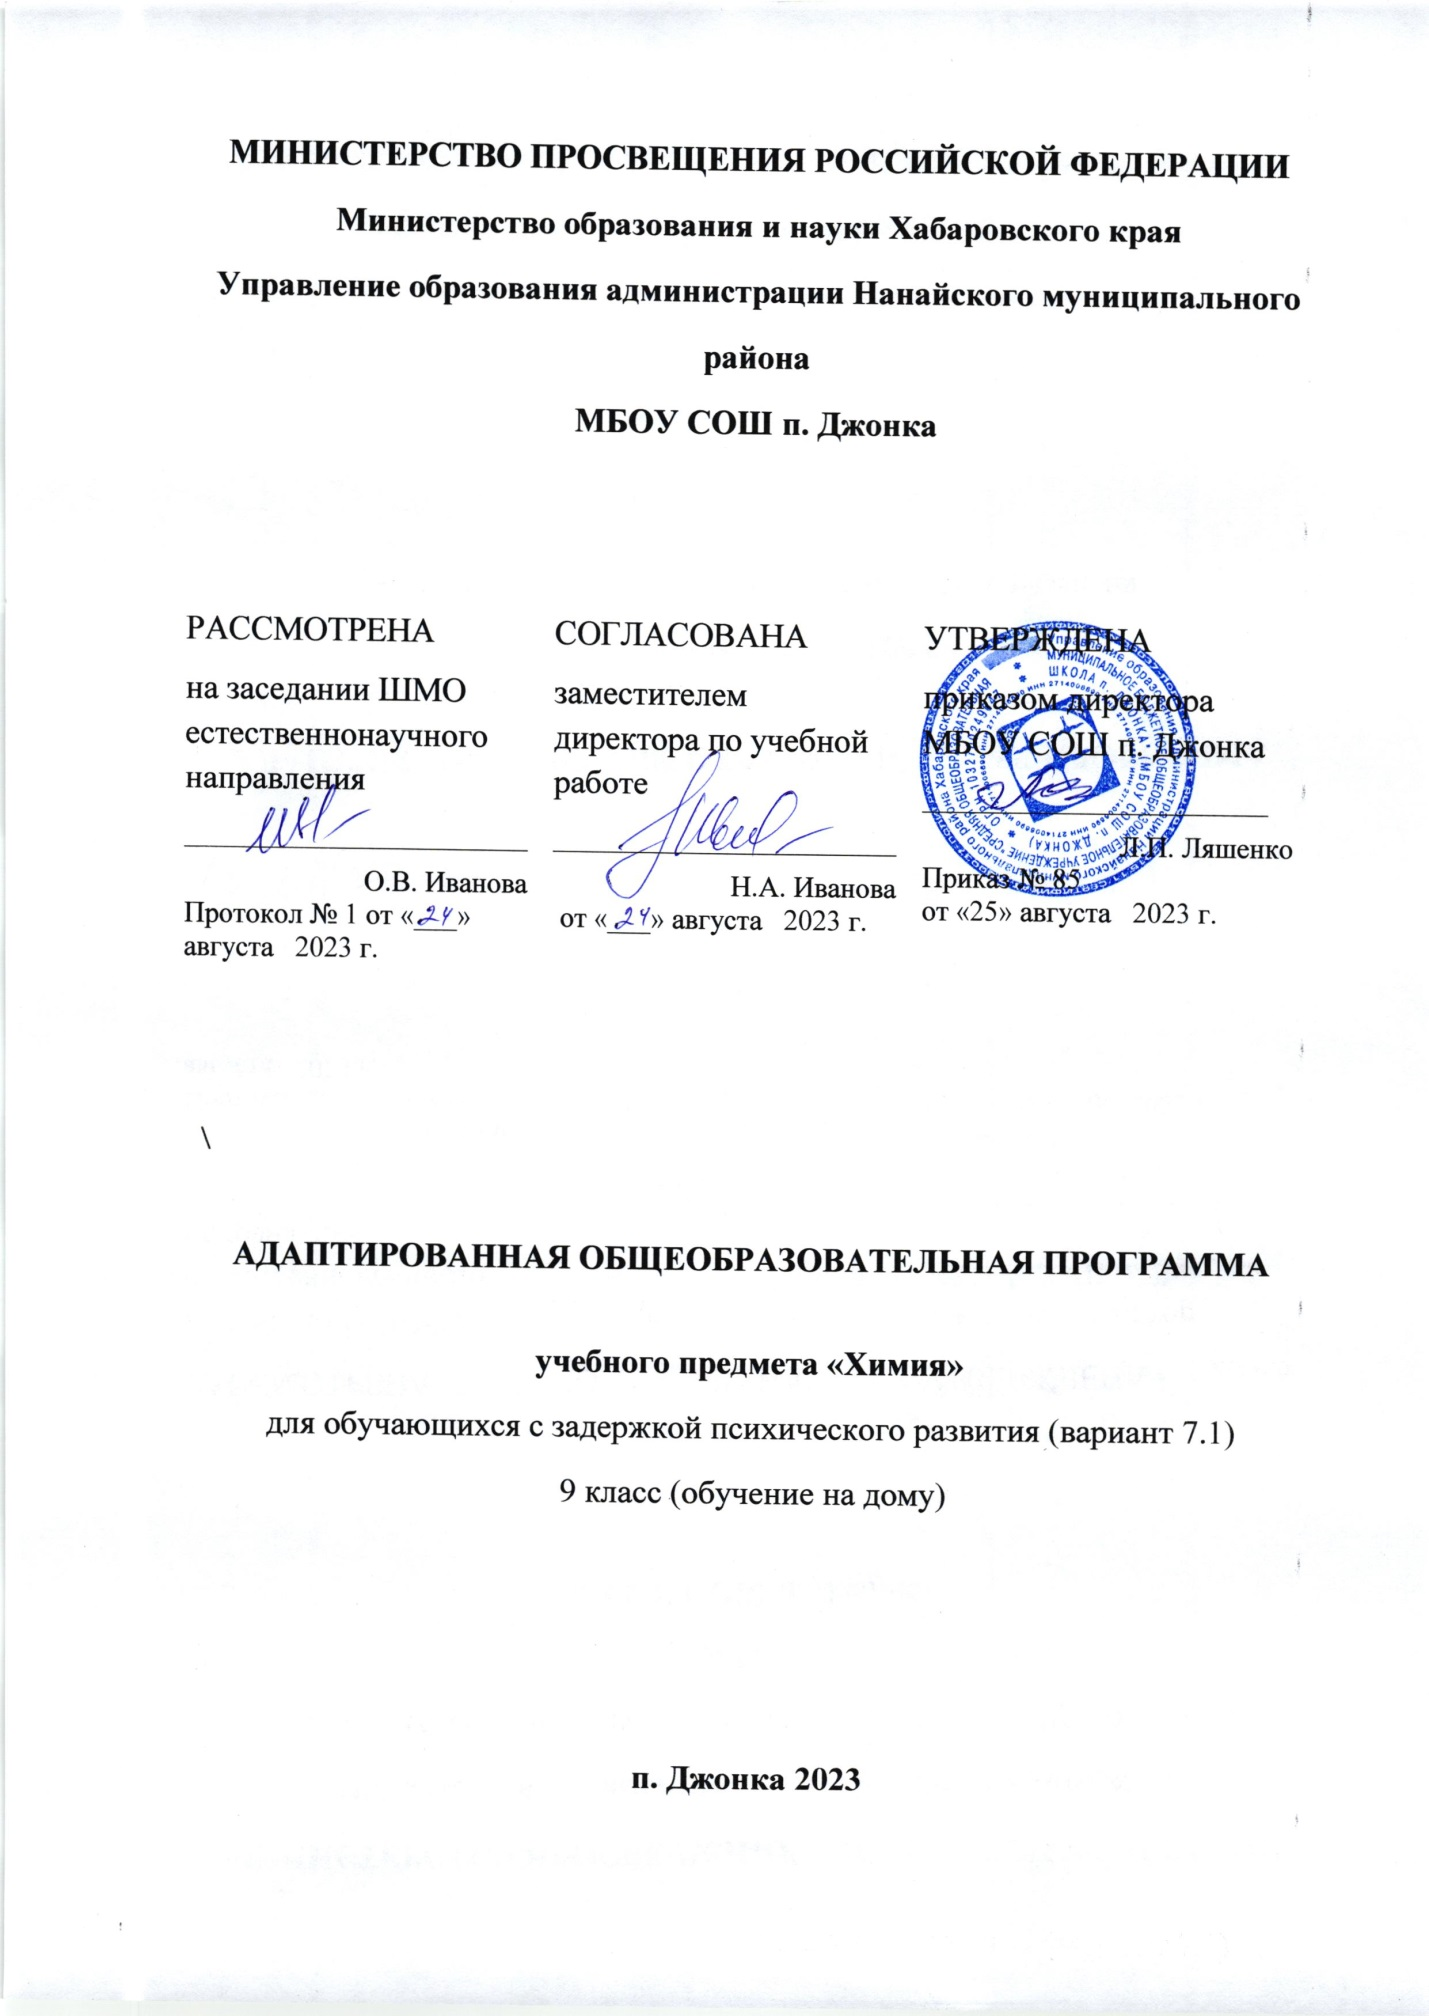 МИНИСТЕРСТВО ПРОСВЕЩЕНИЯ РОССИЙСКОЙ ФЕДЕРАЦИИ
Министерство образования и науки Хабаровского края
Управление образования администрации Нанайского муниципального
района
МБОУ СОШ п. Джонка
РАССМОТРЕНА
на заседании ШМО
естественнонаучного
направления
О.В. Иванова
Протокол № 1 от «24»
августа 2023 г.
СОГЛАСОВАНА
заместителем
директора по учебной
работе
Н.А. Иванова
от «24» августа 2023 г.
УТВЕРЖДЕНА
приказом директора
МБОУ СОШ п. Джонка
Ляшенко
Приказ № 85
от «25» августа 2023 г.
\
АДАПТИРОВАННАЯ ОБЩЕОБРАЗОВАТЕЛЬНАЯ ПРОГРАММА
учебного предмета «Химия»
для обучающихся с задержкой психического развития (вариант 7.1)
9 класс (обучение на дому)
п. Джонка 2023